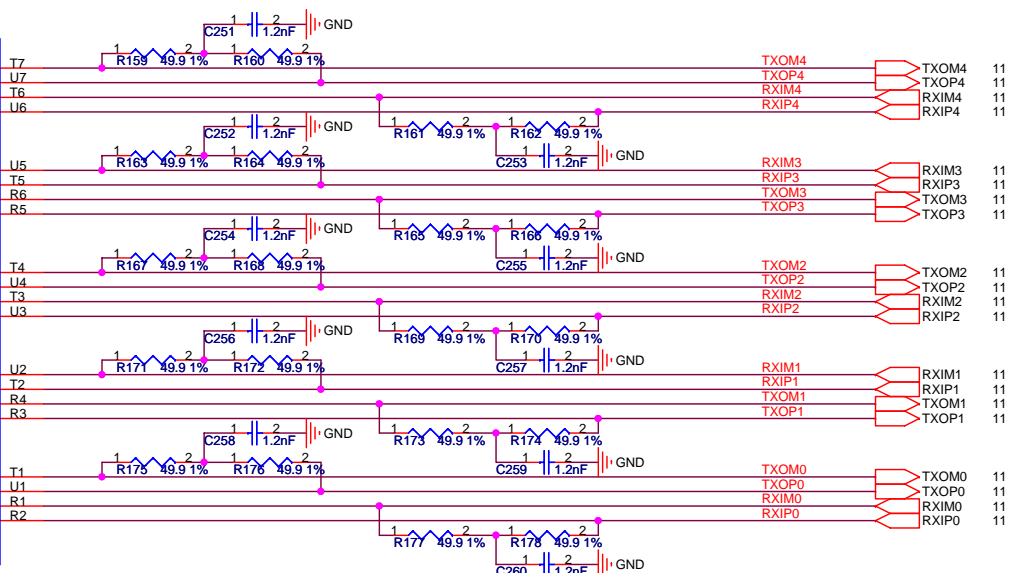 1 2 GND
C251 1.2nF
1 2 1 2
R159 49.9 1% R160 49.9 1%
T7 TXOM4 TXOM4 11
U7 TXOP4 TXOP4 11
T6 RXIM4 RXIM4 11
U6 RXIP4 RXIP4 11
1 2 GND 1 2 1 2
C252 1.2nF R161 49.9 1% R162 49.9 1%
1 2 1 2 1 2 GND
R163 49.9 1% R164 49.9 1% C253 1.2nF
U5 RXIM3 RXIM3 11
T5 RXIP3 RXIP3 11
R6 TXOM3 TXOM3 11
R5 TXOP3 TXOP3 11
1 2 GND 1 2 1 2
C254 1.2nF R165 49.9 1% R166 49.9 1%
1 2 1 2 1 2 GND
R167 49.9 1% R168 49.9 1% C255 1.2nF
T4 TXOM2 TXOM2 11
U4 TXOP2 TXOP2 11
T3 RXIM2 RXIM2 11
U3 RXIP2 RXIP2 11
1 2 GND 1 2 1 2
C256 1.2nF R169 49.9 1% R170 49.9 1%
1 2 1 2 1 2 GND
R171 49.9 1% R172 49.9 1% C257 1.2nF
U2 RXIM1 RXIM1 11
T2 RXIP1 RXIP1 11
R4 TXOM1 TXOM1 11
R3 TXOP1 TXOP1 11
1 2 GND 1 2 1 2
C258 1.2nF R173 49.9 1% R174 49.9 1%
1 2 1 2 1 2 GND
R175 49.9 1% R176 49.9 1% C259 1.2nF
T1 TXOM0 TXOM0 11
U1 TXOP0 TXOP0 11
R1 RXIM0 RXIM0 11
R2 RXIP0 RXIP0 11
1 2 1 2
R177 49.9 1% R178 49.9 1%
1 2 GND
C260 1.2nF